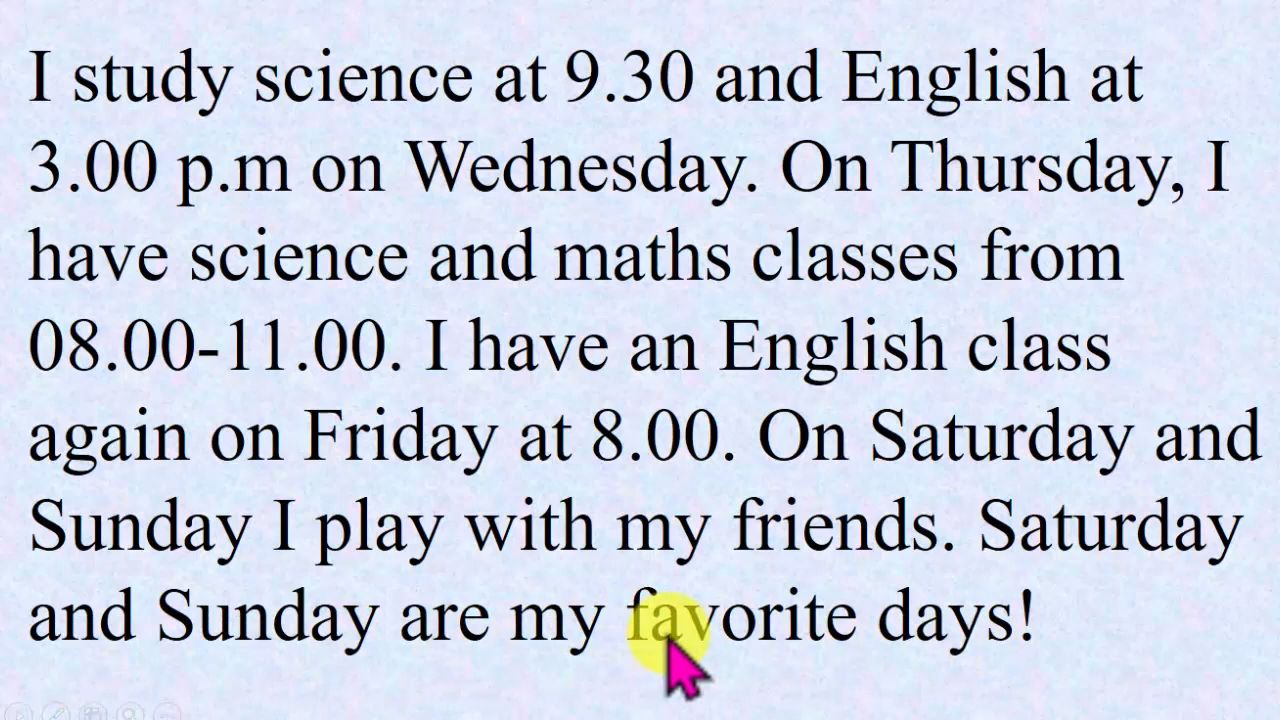 I study science at 9.30 and English at
3.00 p.m on Wednesday. On Thursday, I
have science and maths classes from
08.00-11.00. I have an English class
again on Friday at 8.00. On Saturday and
Sunday I play with my friends. Saturday
and Sunday are my favorite days!